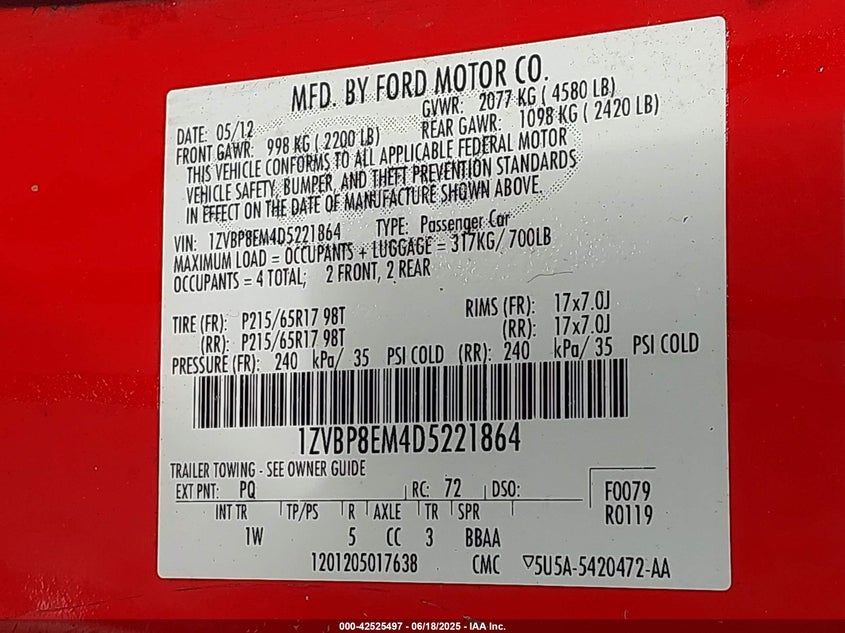 MFD. BY FORD MOTOR CO.
DATE: 05/12 GVWR: 2077 KG ( 4580 LB)
FRONT GAWR: 998 KG ( 2200 LB) REAR GAWR: 1098 KG ( 2420 LB)
THIS VEHICLE CONFORMS TO ALL APPLICABLE FEDERAL MOTOR
VEHICLE SAFETY, BUMPER, AND THEFT PREVENTION STANDARDS
IN EFFECT ON THE DATE OF MANUFACTURE SHOWN ABOVE.
VIN: 1ZVBP8EM4D5221864 TYPE: Passenger Car
MAXIMUM LOAD = OCCUPANTS + LUGGAGE = 317KG/ 700LB
OCCUPANTS = 4 TOTAL; 2 FRONT, 2 REAR
TIRE (FR): P215/65R17 98T RIMS (FR): 17x7.0J
(RR): P215/65R17 98T (RR): 17x7.0J
PRESSURE (FR): 240 kPa/ 35 PSI COLD (RR): 240 kPa/ 35 PSI COLD
1ZVBP8EM4D5221864
TRAILER TOWING - SEE OWNER GUIDE
EXT PNT: PQ RC: 72 DSO: F0079
INT TR TP/PS R AXLE TR SPR R0119
1W 5 CC 3 BBAA
1201205017638 CMC ▽5U5A-5420472-AA
000-42525497 - 06/18/2025 - IAA Inc.